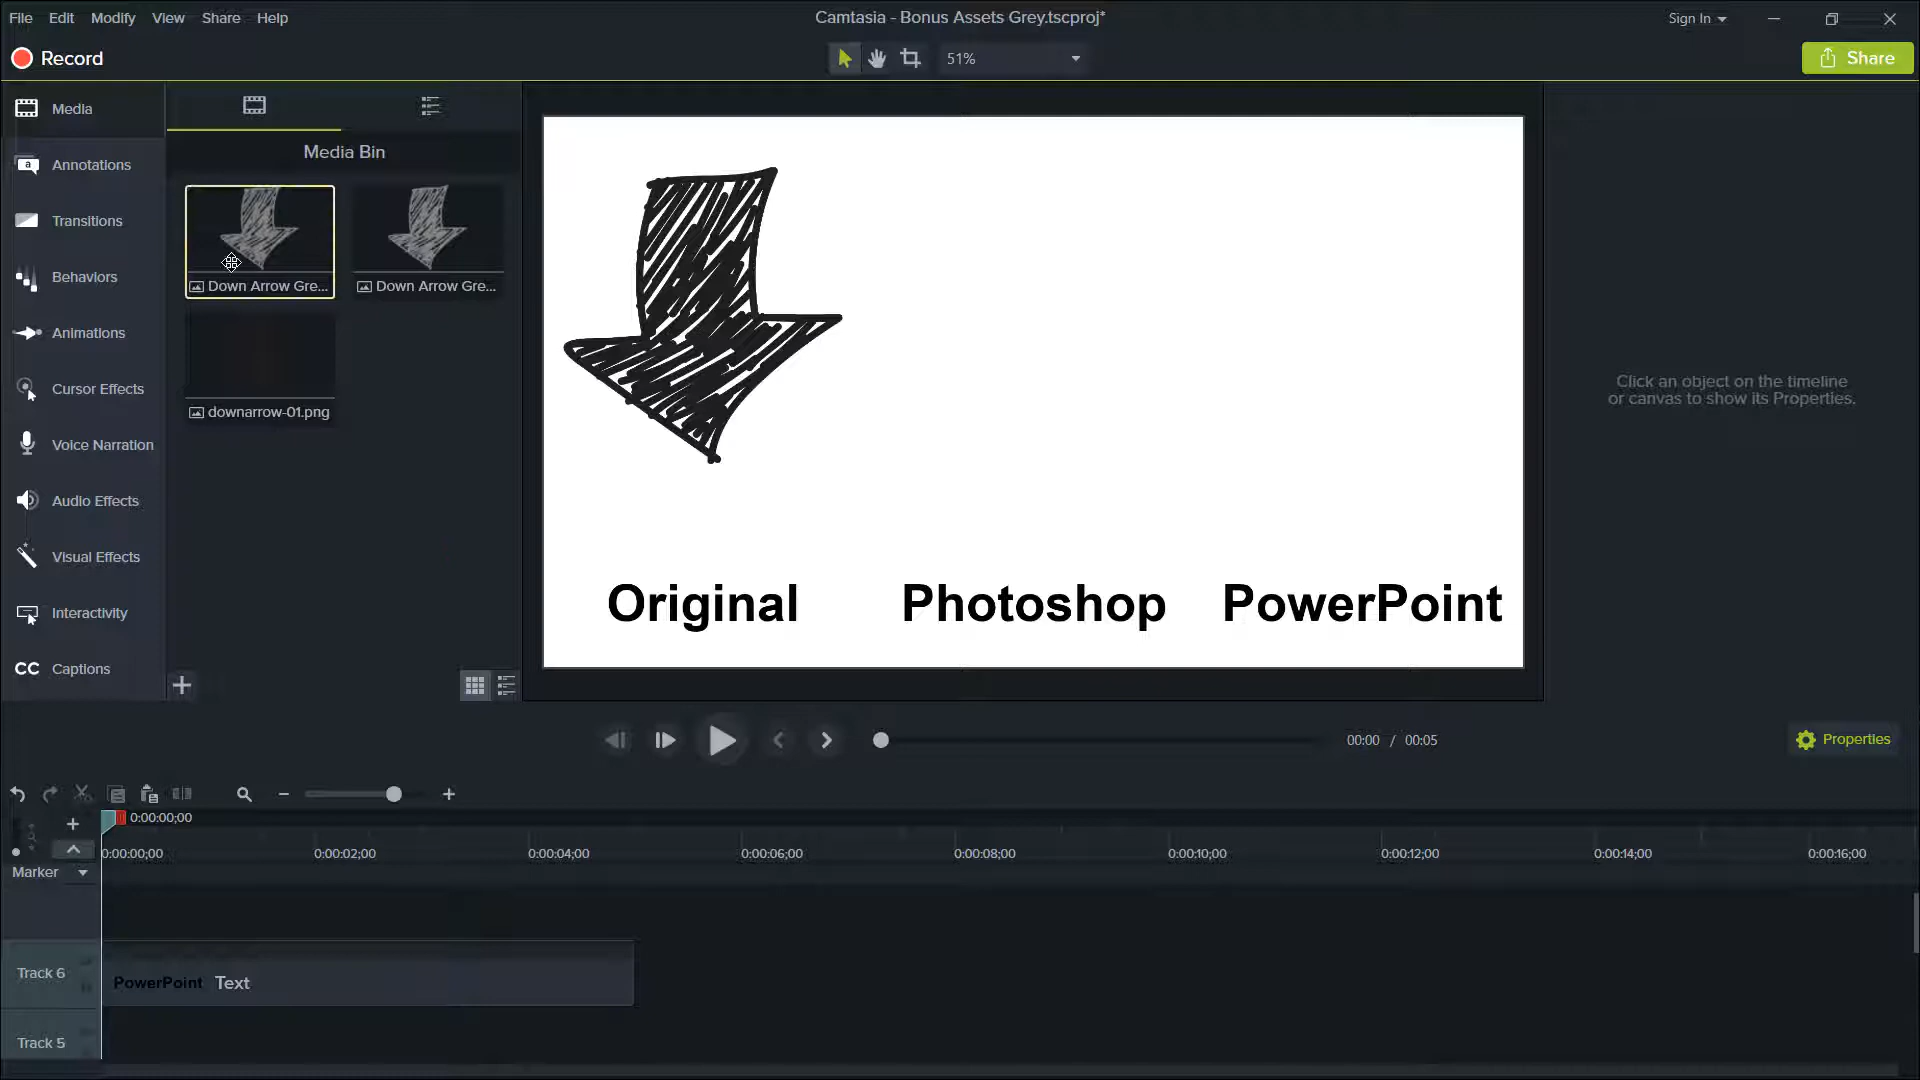 File Edit Modify View Share Help
Camtasia - Bonus Assets Grey.tscproj*
Sign In
Record
51%
Share
Media
Annotations
Transitions
Behaviors
Animations
Cursor Effects
Voice Narration
Audio Effects
Visual Effects
Interactivity
CC Captions
Media Bin
Down Arrow Gre... Down Arrow Gre...
downarrow-01.png
Original Photoshop PowerPoint
Click an object on the timeline
or canvas to show its Properties.
00:00 / 00:05
Properties
0:00:00;00
0:00:00;00 0:00:02;00 0:00:04;00 0:00:06;00 0:00:08;00 0:00:10;00 0:00:12;00 0:00:14;00 0:00:16;00
Marker
Track 6
PowerPoint Text
Track 5